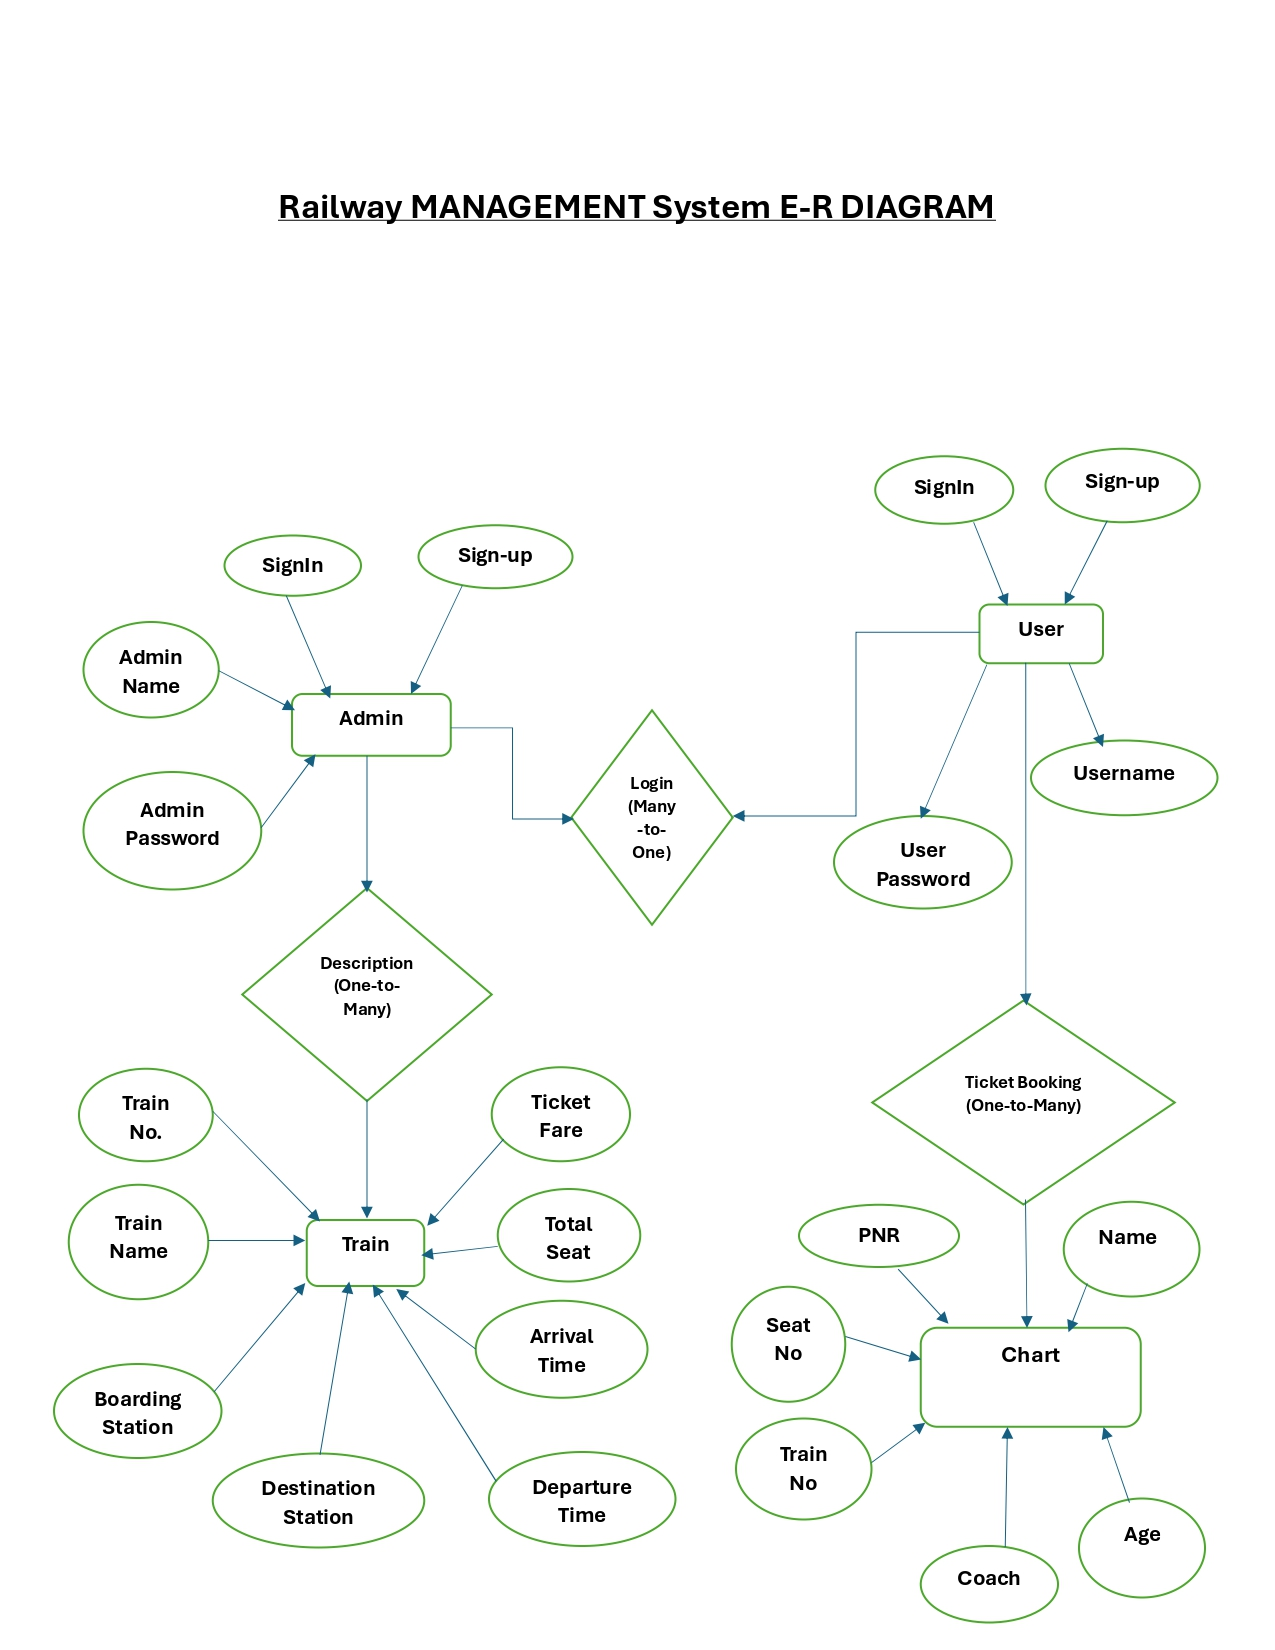 Railway MANAGEMENT System E-R DIAGRAM
SignIn
Sign-up
SignIn
Sign-up
User
Admin
Name
Admin
Admin
Password
Login
(Many
-to-
One)
Username
User
Password
Description
(One-to-
Many)
Ticket Booking
(One-to-Many)
Train
No.
Ticket
Fare
Train
Name
Train
Total
Seat
Arrival
Time
Boarding
Station
Destination
Station
Departure
Time
PNR
Name
Seat
No
Chart
Train
No
Age
Coach